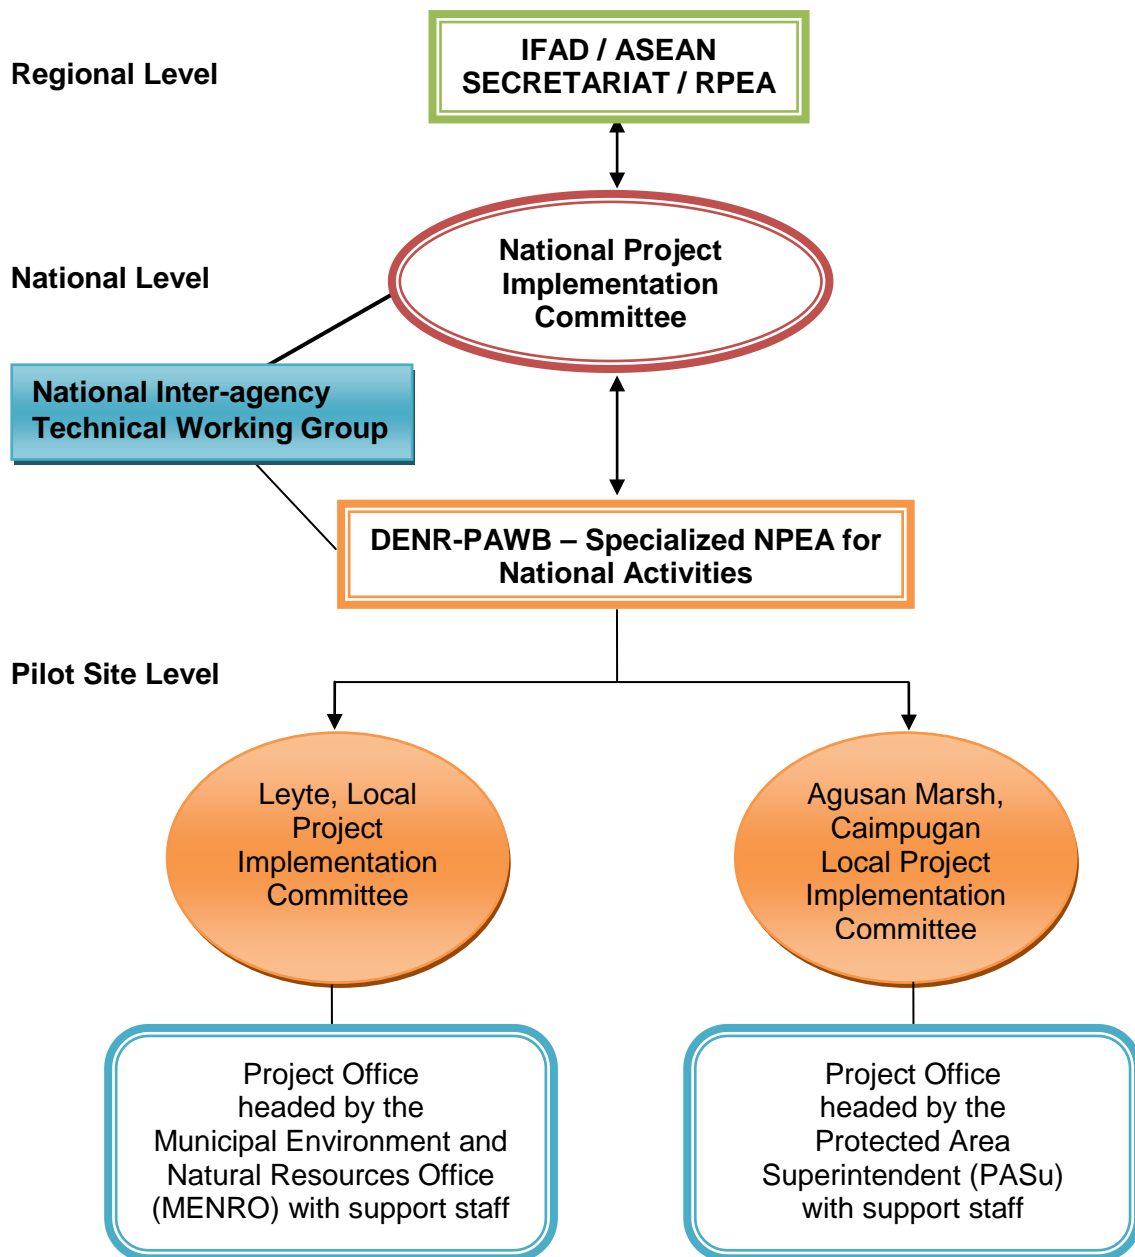 Regional Level
IFAD / ASEAN
SECRETARIAT / RPEA
National Level
National Project
Implementation
Committee
National Inter-agency
Technical Working Group
DENR-PAWB – Specialized NPEA for
National Activities
Pilot Site Level
Leyte, Local
Project
Implementation
Committee
Agusan Marsh,
Caimpugan
Local Project
Implementation
Committee
Project Office
headed by the
Municipal Environment and
Natural Resources Office
(MENRO) with support staff
Project Office
headed by the
Protected Area
Superintendent (PASu)
with support staff